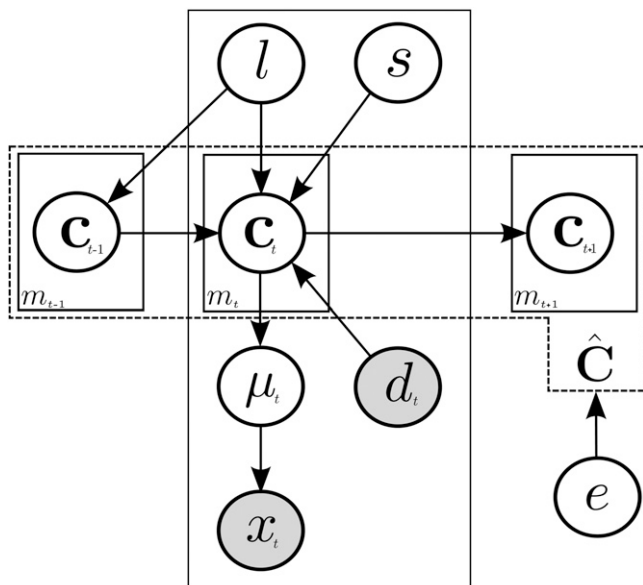 l s
C_{t-1} C_t C_{t+1}
m_{t-1} m_t m_{t+1}
μ_t d_t Ĉ
x_t e